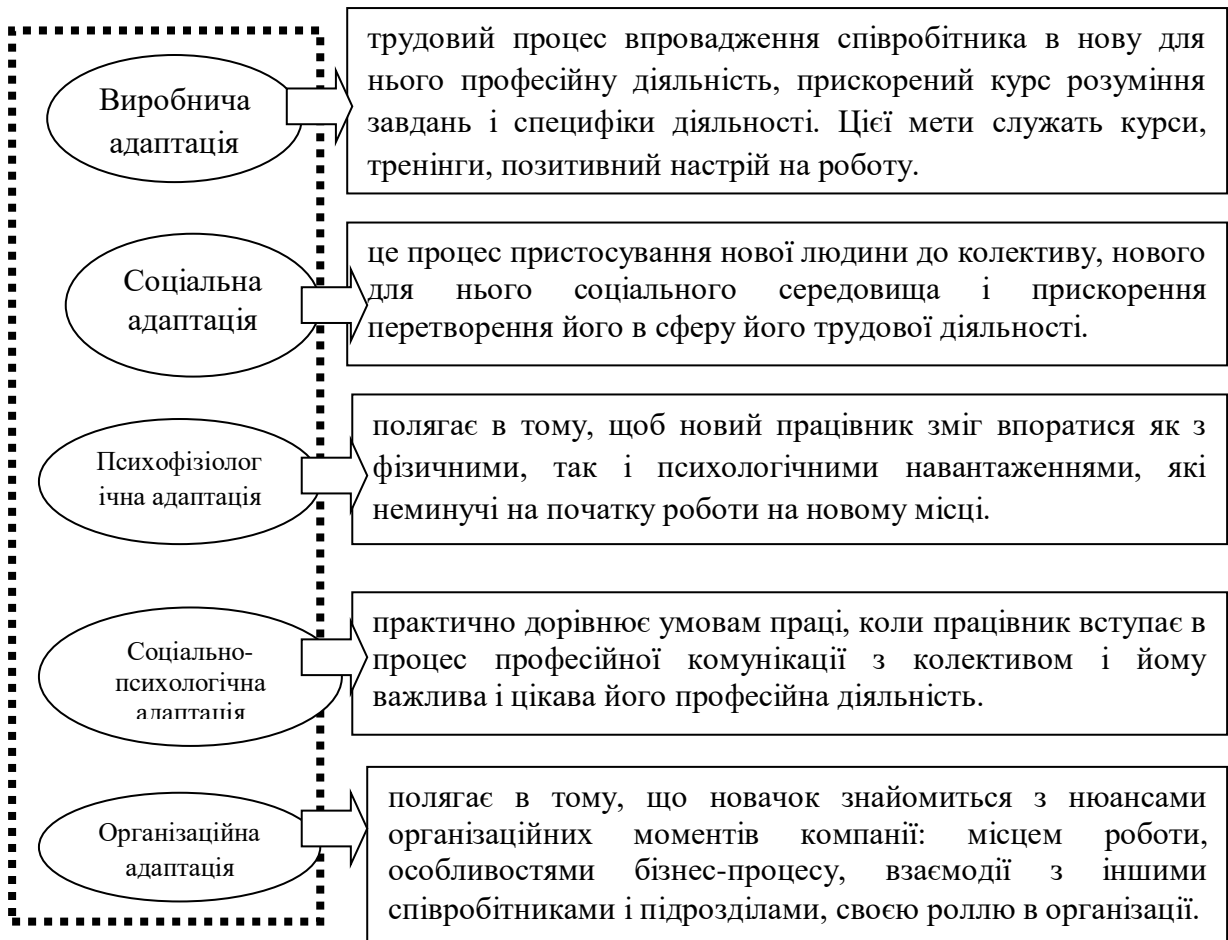 Виробнича
адаптація
трудовий процес впровадження співробітника в нову для
нього професійну діяльність, прискорений курс розуміння
завдань і специфіки діяльності. Цієї мети служать курси,
тренінги, позитивний настрій на роботу.
Соціальна
адаптація
це процес пристосування нової людини до колективу, нового
для нього соціального середовища і прискорення
перетворення його в сферу його трудової діяльності.
Психофізіолог
ічна адаптація
полягає в тому, щоб новий працівник зміг впоратися як з
фізичними, так і психологічними навантаженнями, які
неминучі на початку роботи на новому місці.
Соціально-
психологічна
адаптація
практично дорівнює умовам праці, коли працівник вступає в
процес професійної комунікації з колективом і йому
важлива і цікава його професійна діяльність.
Організаційна
адаптація
полягає в тому, що новачок знайомиться з нюансами
організаційних моментів компанії: місцем роботи,
особливостями бізнес-процесу, взаємодії з іншими
співробітниками і підрозділами, своєю роллю в організації.